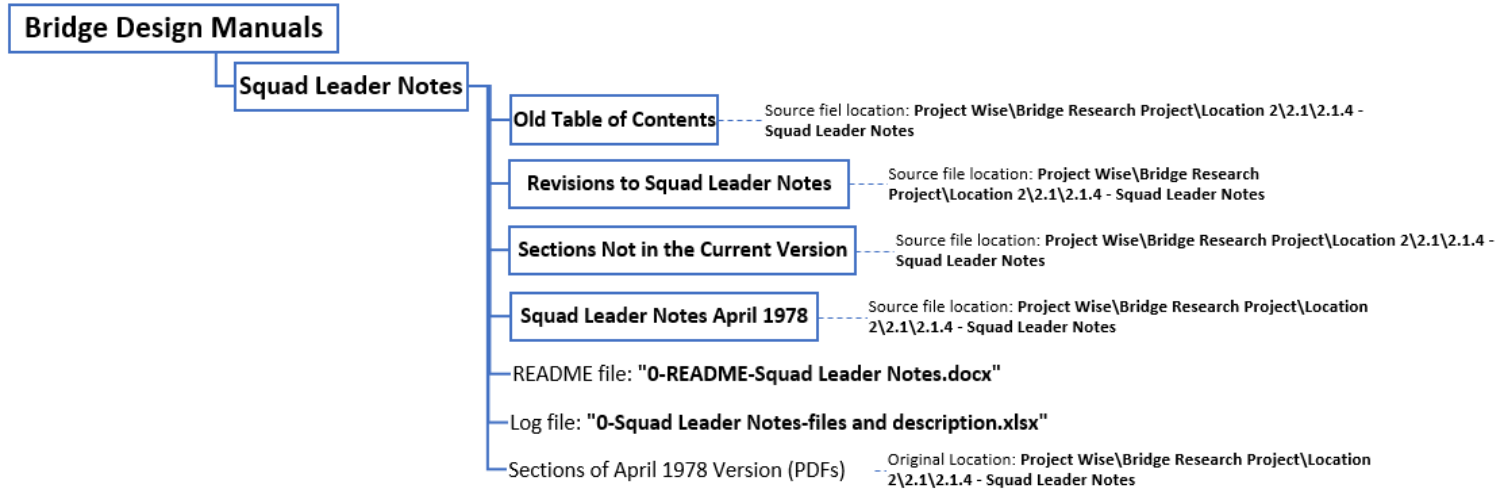 Bridge Design Manuals
Squad Leader Notes
Old Table of Contents
Source fiel location: Project Wise\Bridge Research Project\Location 2\2.1\2.1.4 -
Squad Leader Notes
Revisions to Squad Leader Notes
Source file location: Project Wise\Bridge Research
Project\Location 2\2.1\2.1.4 - Squad Leader Notes
Sections Not in the Current Version
Source file location: Project Wise\Bridge Research Project\Location 2\2.1\2.1.4 -
Squad Leader Notes
Squad Leader Notes April 1978
Source file location: Project Wise\Bridge Research Project\Location
2\2.1\2.1.4 - Squad Leader Notes
README file: "0-README-Squad Leader Notes.docx"
Log file: "0-Squad Leader Notes-files and description.xlsx"
Sections of April 1978 Version (PDFs)
Original Location: Project Wise\Bridge Research Project\Location
2\2.1\2.1.4 - Squad Leader Notes